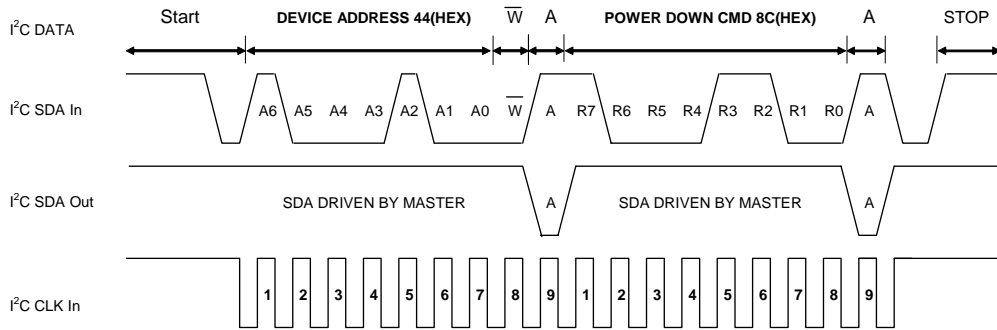 Start DEVICE ADDRESS 44(HEX) W̅ A POWER DOWN CMD 8C(HEX) A STOP
I²C DATA
I²C SDA In A6 A5 A4 A3 A2 A1 A0 W̅ A R7 R6 R5 R4 R3 R2 R1 R0 A
I²C SDA Out SDA DRIVEN BY MASTER A SDA DRIVEN BY MASTER A
I²C CLK In 1 2 3 4 5 6 7 8 9 1 2 3 4 5 6 7 8 9